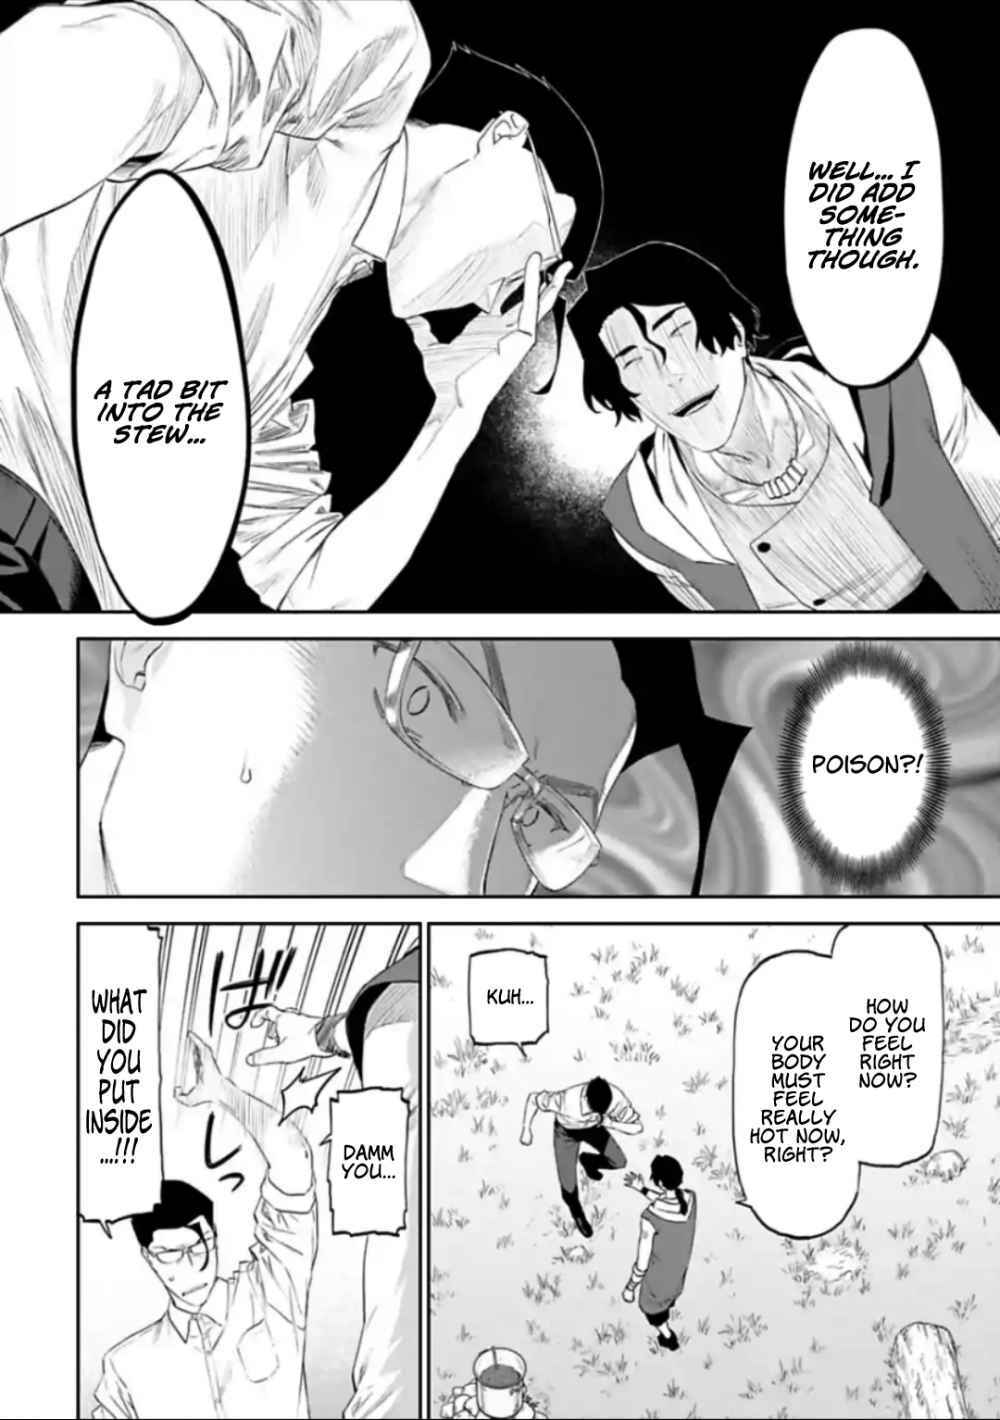 WELL... I
DID ADD
SOME-
THING
THOUGH.
A TAD BIT
INTO THE
STEW...
POISON?!
HOW
DO YOU
FEEL
RIGHT
NOW?
YOUR
BODY
MUST
FEEL
REALLY
HOT NOW,
RIGHT?
KUH...
DAMM
YOU...
WHAT
DID
YOU
PUT
INSIDE
...!!!